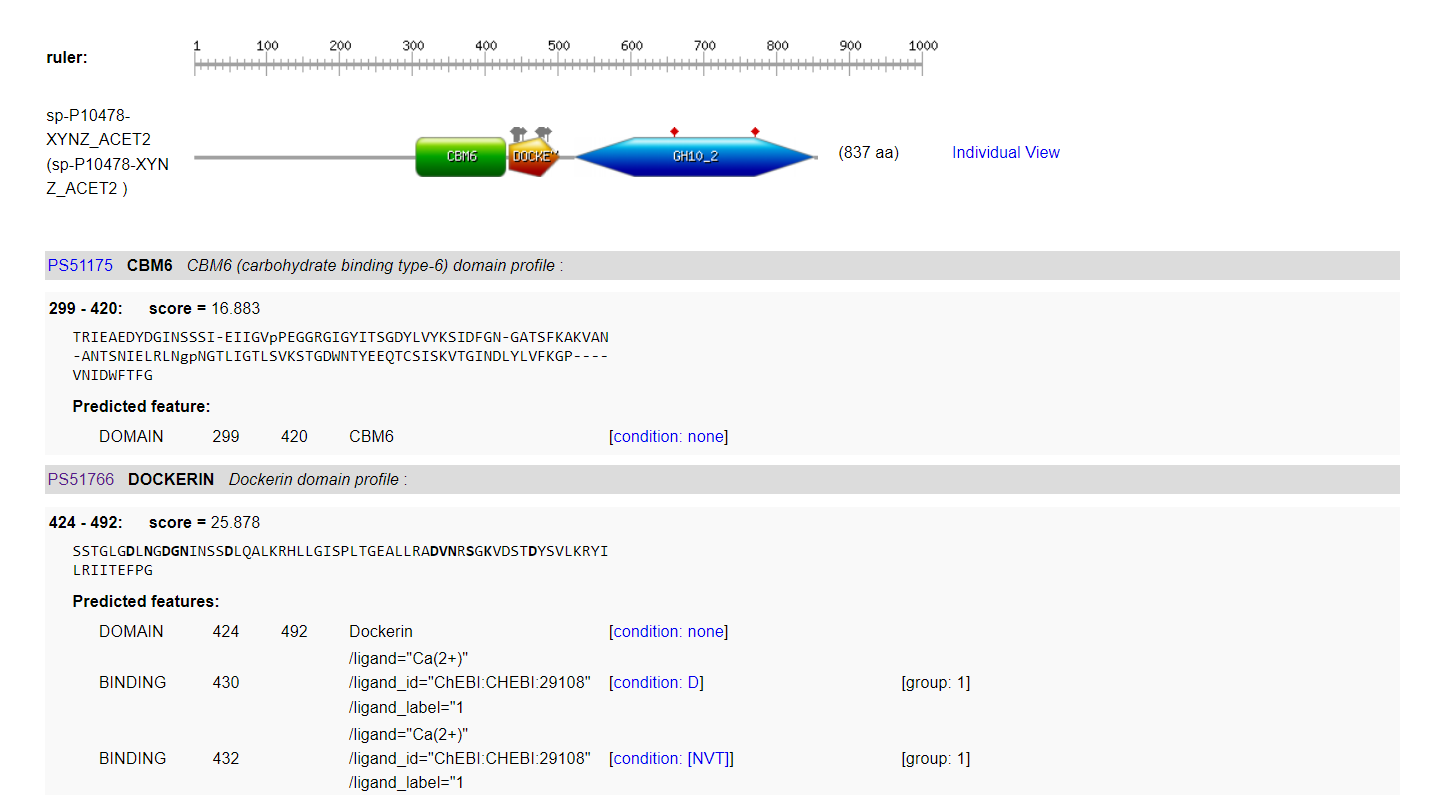 1 100 200 300 400 500 600 700 800 900 1000
ruler:
sp-P10478-
XYNZ_ACET2
(sp-P10478-XYN
Z_ACET2 )
CBM6 DOCKE GH10_2 (837 aa) Individual View
PS51175 CBM6 CBM6 (carbohydrate binding type-6) domain profile :
299 - 420: score = 16.883
TRIEAEDYDGINSSSI-EIIGVpPEGGRGIGYITSGDYLVYKSIDFGN-GATSFKAKVAN
-ANTSNIELRLNgpNGTLIGTLSVKSTGDWNTYEEQTCSISKVTGINDLYLVFKGP----
VNIDWFTFG
Predicted feature:
DOMAIN 299 420 CBM6 [condition: none]
PS51766 DOCKERIN Dockerin domain profile :
424 - 492: score = 25.878
SSTGLGDLNGDGNINSSDLQALKRHLLGISPLTGEALLRADVNRSGKVDSTDYSVLKRYI
LRIITEFPG
Predicted features:
DOMAIN 424 492 Dockerin [condition: none]
/ligand="Ca(2+)"
BINDING 430 /ligand_id="ChEBI:CHEBI:29108" [condition: D] [group: 1]
/ligand_label="1
/ligand="Ca(2+)"
BINDING 432 /ligand_id="ChEBI:CHEBI:29108" [condition: [NVT]] [group: 1]
/ligand_label="1